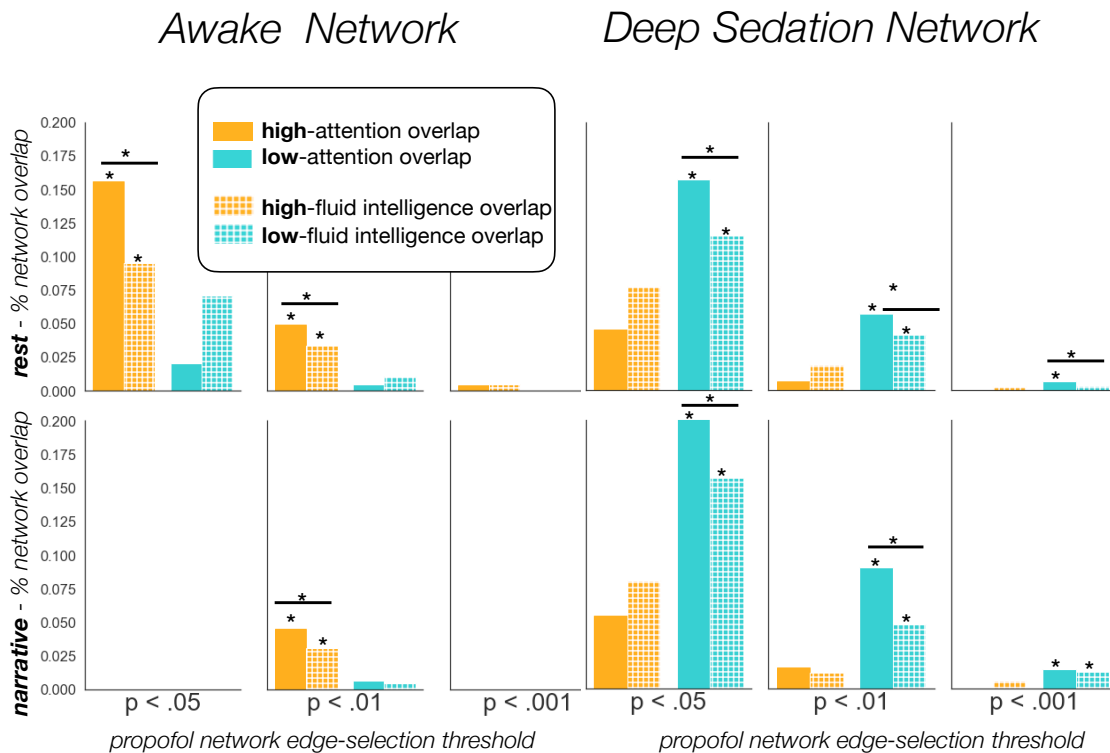 Awake Network
Deep Sedation Network
high-attention overlap
low-attention overlap
high-fluid intelligence overlap
low-fluid intelligence overlap
rest - % network overlap
0.200
0.175
0.150
0.125
0.100
0.075
0.050
0.025
0.000
* * *
* * *
* * *
* * *
* *
narrative - % network overlap
0.200
0.175
0.150
0.125
0.100
0.075
0.050
0.025
0.000
* * *
* * *
* * *
* *
p < .05
p < .01
p < .001
p < .05
p < .01
p < .001
propofol network edge-selection threshold
propofol network edge-selection threshold